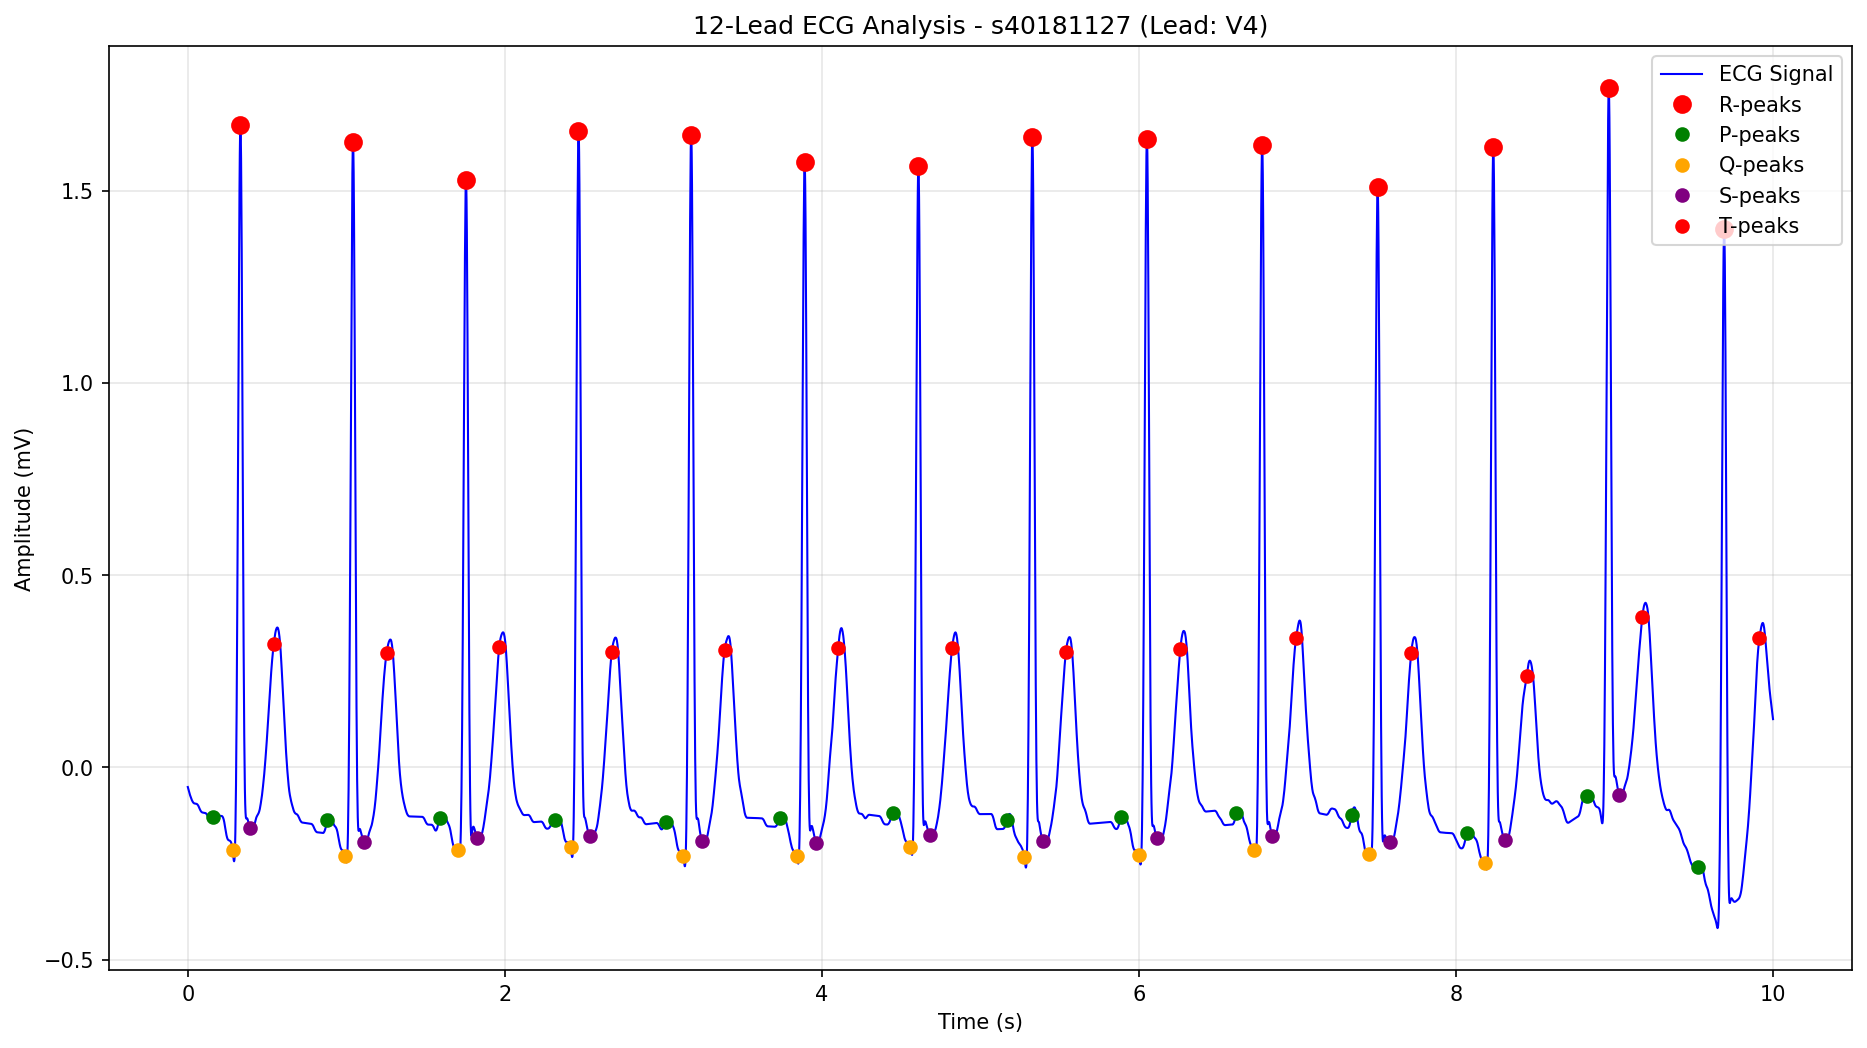 12-Lead ECG Analysis - s40181127 (Lead: V4)
ECG Signal
R-peaks
P-peaks
Q-peaks
S-peaks
T-peaks
Amplitude (mV)
1.5
1.0
0.5
0.0
−0.5
0 2 4 6 8 10
Time (s)